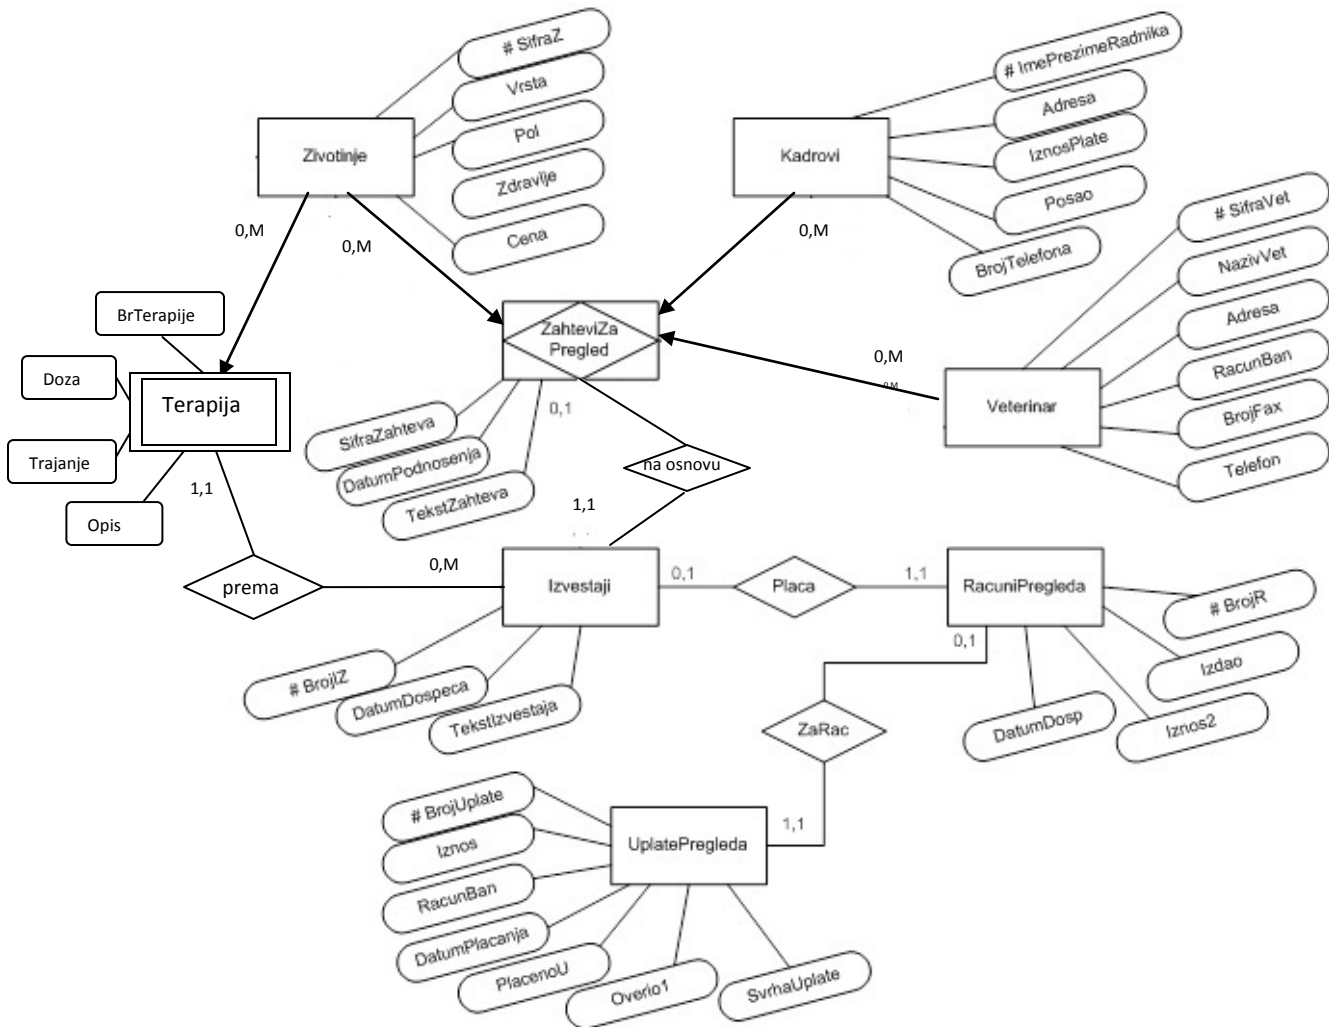 # SifraZ
Vrsta
Pol
Zdravlje
Cena
Zivotinje
# ImePrezimeRadnika
Adresa
IznosPlate
Posao
BrojTelefona
Kadrovi
# SifraVet
NazivVet
Adresa
RacunBan
BrojFax
Telefon
Veterinar
0,M
0,M
0,M
0,M
0,M
ZahteviZa
Pregled
BrTerapije
Doza
Terapija
Trajanje
Opis
1,1
SifraZahteva
DatumPodnosenja
TekstZahteva
0,1
na osnovu
1,1
prema
0,M
Izvestaji
0,1
Placa
1,1
RacuniPregleda
0,1
# BrojR
Izdao
Iznos2
DatumDosp
# BrojIZ
DatumDospeca
TekstIzvestaja
ZaRac
1,1
# BrojUplate
Iznos
RacunBan
DatumPlacanja
PlacenoU
Overio1
SvrhaUplate
UplatePregleda